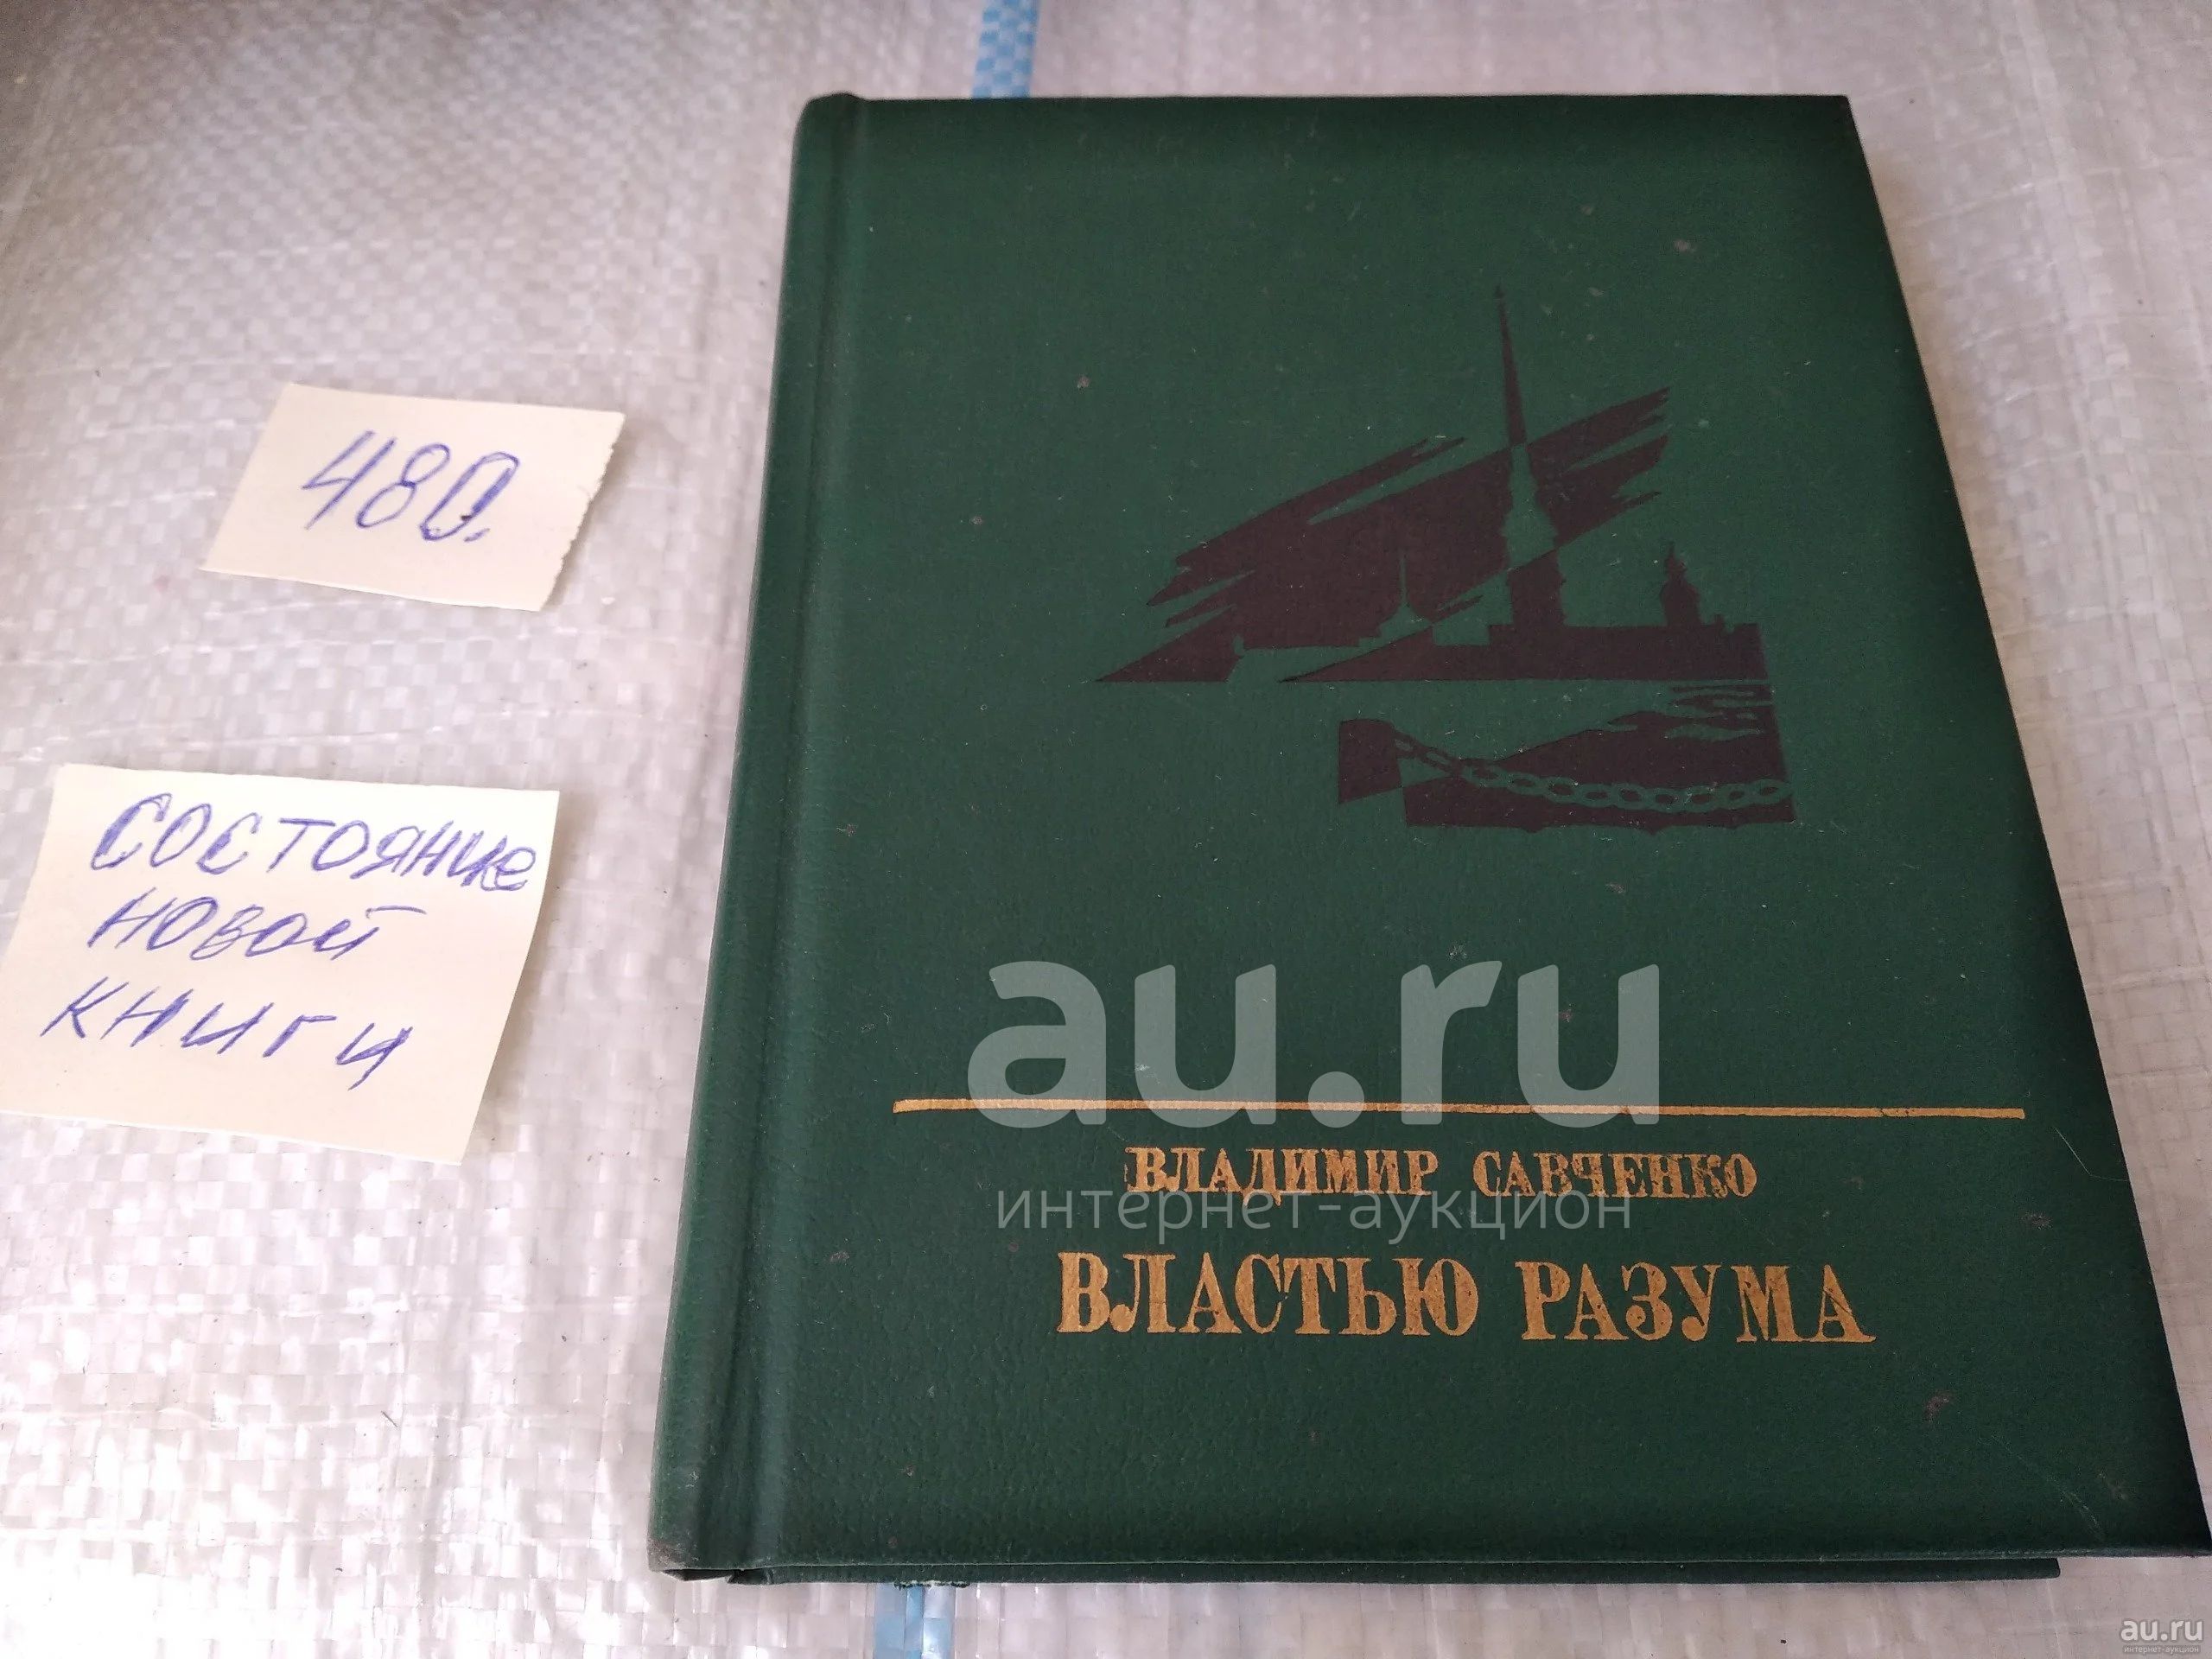 480.
СОСТОЯНИЕ
НОВОЙ
КНИГИ
au.ru
ВЛАДИМИР САВЧЕНКО
интернет-аукцион
ВЛАСТЬЮ РАЗУМА
au.ru
интернет-аукцион